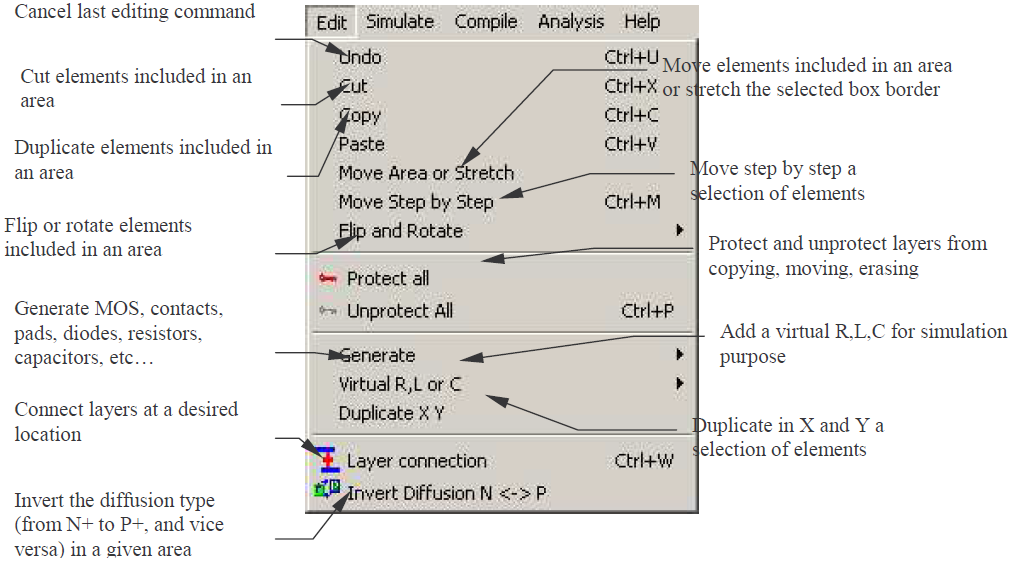 Cancel last editing command
Cut elements included in an
area
Duplicate elements included in
an area
Flip or rotate elements
included in an area
Generate MOS, contacts,
pads, diodes, resistors,
capacitors, etc…
Connect layers at a desired
location
Invert the diffusion type
(from N+ to P+, and vice
versa) in a given area
Edit Simulate Compile Analysis Help
Undo Ctrl+U
Cut Ctrl+X
Copy Ctrl+C
Paste Ctrl+V
Move Area or Stretch
Move Step by Step Ctrl+M
Flip and Rotate
Protect all
Unprotect All Ctrl+P
Generate
Virtual R,L or C
Duplicate X Y
Layer connection Ctrl+W
Invert Diffusion N <-> P
Move elements included in an area
or stretch the selected box border
Move step by step a
selection of elements
Protect and unprotect layers from
copying, moving, erasing
Add a virtual R,L,C for simulation
purpose
Duplicate in X and Y a
selection of elements